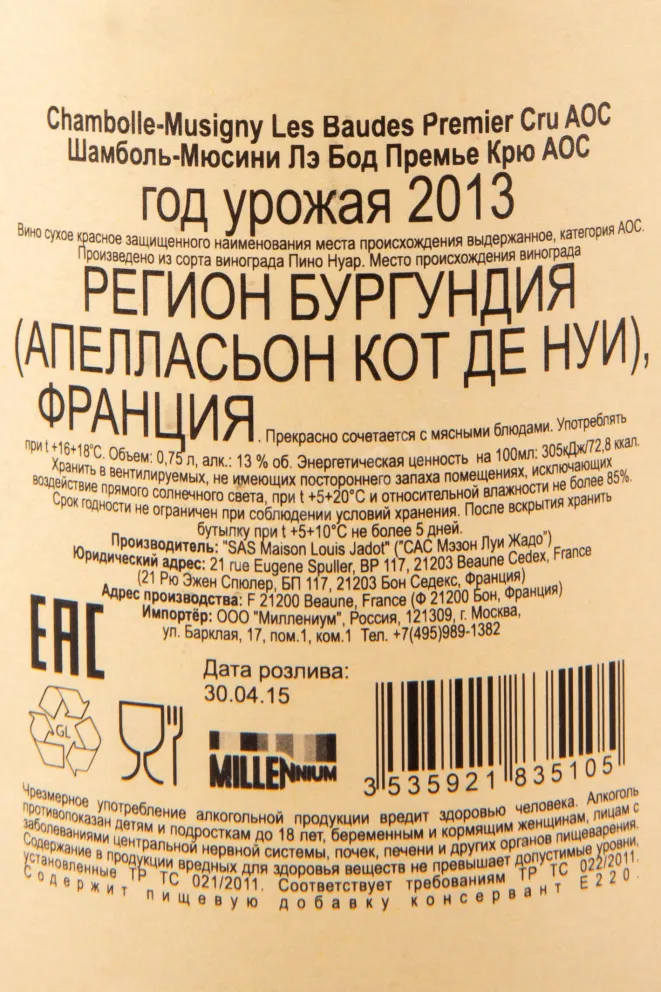 Chambolle-Musigny Les Baudes Premier Cru AOC
Шамболь-Мюсини Лэ Бод Премье Крю АОС
год урожая 2013
Вино сухое красное защищенного наименования места происхождения выдержанное, категория АОС.
Произведено из сорта винограда Пино Нуар. Место происхождения винограда
РЕГИОН БУРГУНДИЯ
(АПЕЛЛАСЬОН КОТ ДЕ НУИ),
ФРАНЦИЯ. Прекрасно сочетается с мясными блюдами. Употреблять
при t +16+18°C. Объем: 0,75 л, алк.: 13 % об. Энергетическая ценность на 100мл: 305кДж/72,8 ккал.
Хранить в вентилируемых, не имеющих постороннего запаха помещениях, исключающих
воздействие прямого солнечного света, при t +5+20°C и относительной влажности не более 85%.
Срок годности не ограничен при соблюдении условий хранения. После вскрытия хранить
бутылку при t +5+10°C не более 5 дней.
Производитель: "SAS Maison Louis Jadot" ("САС Мэзон Луи Жадо")
Юридический адрес: 21 rue Eugene Spuller, BP 117, 21203 Beaune Cedex, France
(21 Рю Эжен Спюлер, БП 117, 21203 Бон Седекс, Франция)
Адрес производства: F 21200 Beaune, France (Ф 21200 Бон, Франция)
Импортёр: ООО "Миллениум", Россия, 121309, г. Москва,
ул. Барклая, 17, пом.1, ком.1 Тел. +7(495)989-1382
EAC
Дата розлива:
30.04.15
GL
MILLENNIUM
3 535921 835105
Чрезмерное употребление алкогольной продукции вредит здоровью человека. Алкоголь
противопоказан детям и подросткам до 18 лет, беременным и кормящим женщинам, лицам с
заболеваниями центральной нервной системы, почек, печени и других органов пищеварения.
Содержание в продукции вредных для здоровья веществ не превышает допустимые уровни,
установленные ТР ТС 021/2011. Соответствует требованиям ТР ТС 022/2011.
Содержит пищевую добавку консервант Е220.